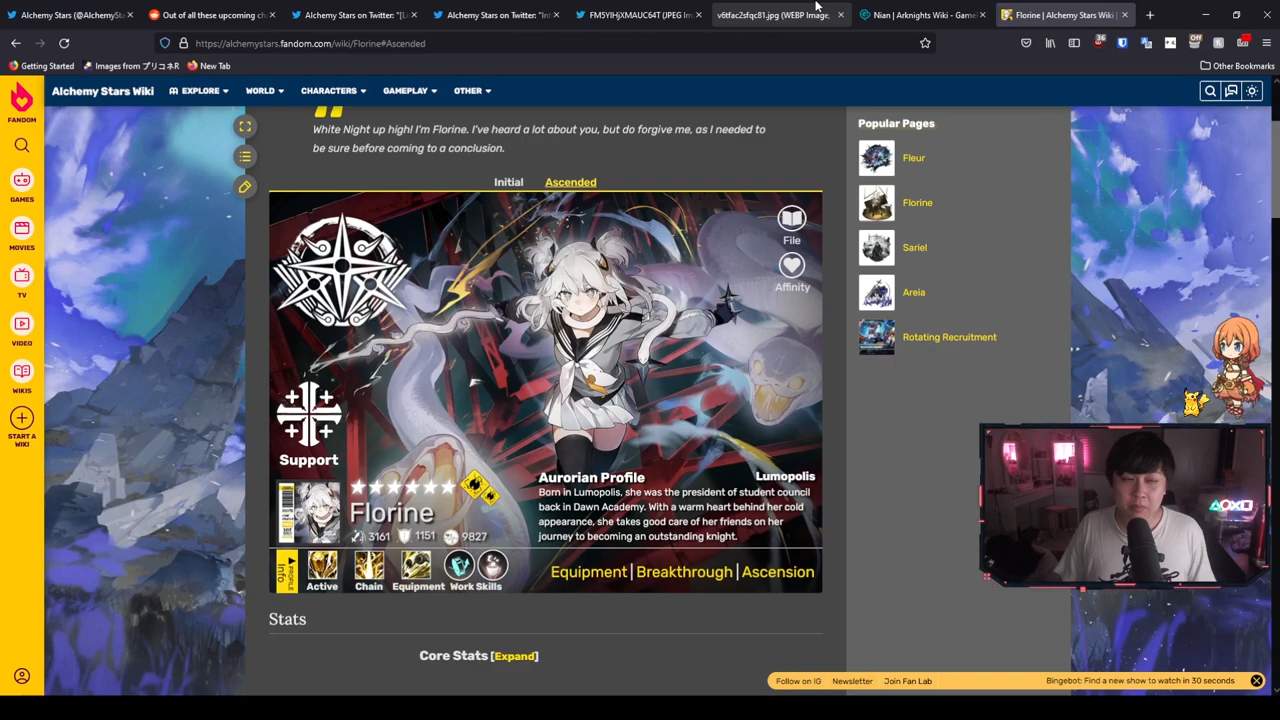 Alchemy Stars (@AlchemySt
Out of all these upcoming ch
Alchemy Stars on Twitter: "[Li
Alchemy Stars on Twitter: "Int
FM5YlHjXMAUC64T (JPEG Im
v6tfac2sfqc81.jpg (WEBP Image,
Nian | Arknights Wiki - Game
Florine | Alchemy Stars Wiki |
https://alchemystars.fandom.com/wiki/Florine#Ascended
36
Off
Getting Started
Images from プリコネR
New Tab
Other Bookmarks
FANDOM
GAMES
MOVIES
TV
VIDEO
WIKIS
START A
WIKI
Alchemy Stars Wiki
EXPLORE
WORLD
CHARACTERS
GAMEPLAY
OTHER
White Night up high! I'm Florine. I've heard a lot about you, but do forgive me, as I needed to
be sure before coming to a conclusion.
Initial
Ascended
File
Affinity
Support
Florine
3161
1151
9827
Aurorian Profile
Lumopolis
Born in Lumopolis, she was the president of student council
back in Dawn Academy. With a warm heart behind her cold
appearance, she takes good care of her friends on her
journey to becoming an outstanding knight.
Info
PROFILE
Active
Chain
Equipment
Work Skills
Equipment | Breakthrough | Ascension
Stats
Core Stats [Expand]
Popular Pages
Fleur
Florine
Sariel
Areia
Rotating Recruitment
Follow on IG
Newsletter
Join Fan Lab
Bingebot: Find a new show to watch in 30 seconds